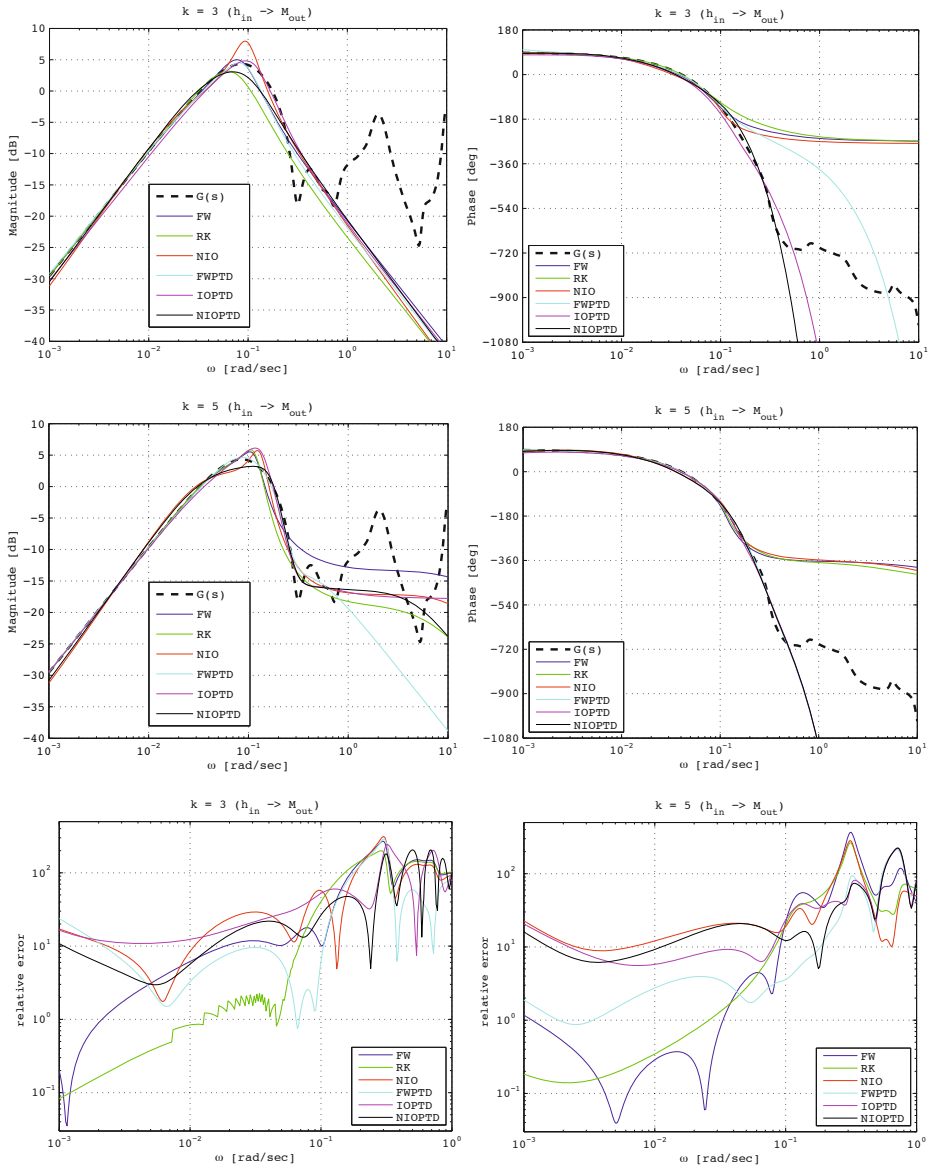 k = 3 (h_in -> M_out)
10
5
0
−5
−10
−15
−20
−25
−30
−35
−40
Magnitude [dB]
G(s)
FW
RK
NIO
FWPTD
IOPTD
NIOPTD
10^−3
10^−2
10^−1
10^0
10^1
ω [rad/sec]
k = 3 (h_in -> M_out)
180
0
−180
−360
−540
−720
−900
−1080
Phase [deg]
G(s)
FW
RK
NIO
FWPTD
IOPTD
NIOPTD
10^−3
10^−2
10^−1
10^0
10^1
ω [rad/sec]
k = 5 (h_in -> M_out)
10
5
0
−5
−10
−15
−20
−25
−30
−35
−40
Magnitude [dB]
G(s)
FW
RK
NIO
FWPTD
IOPTD
NIOPTD
10^−3
10^−2
10^−1
10^0
10^1
ω [rad/sec]
k = 5 (h_in -> M_out)
180
0
−180
−360
−540
−720
−900
−1080
Phase [deg]
G(s)
FW
RK
NIO
FWPTD
IOPTD
NIOPTD
10^−3
10^−2
10^−1
10^0
10^1
ω [rad/sec]
k = 3 (h_in -> M_out)
10^2
10^1
10^0
10^−1
relative error
FW
RK
NIO
FWPTD
IOPTD
NIOPTD
10^−3
10^−2
10^−1
10^0
ω [rad/sec]
k = 5 (h_in -> M_out)
10^2
10^1
10^0
10^−1
relative error
FW
RK
NIO
FWPTD
IOPTD
NIOPTD
10^−3
10^−2
10^−1
10^0
ω [rad/sec]